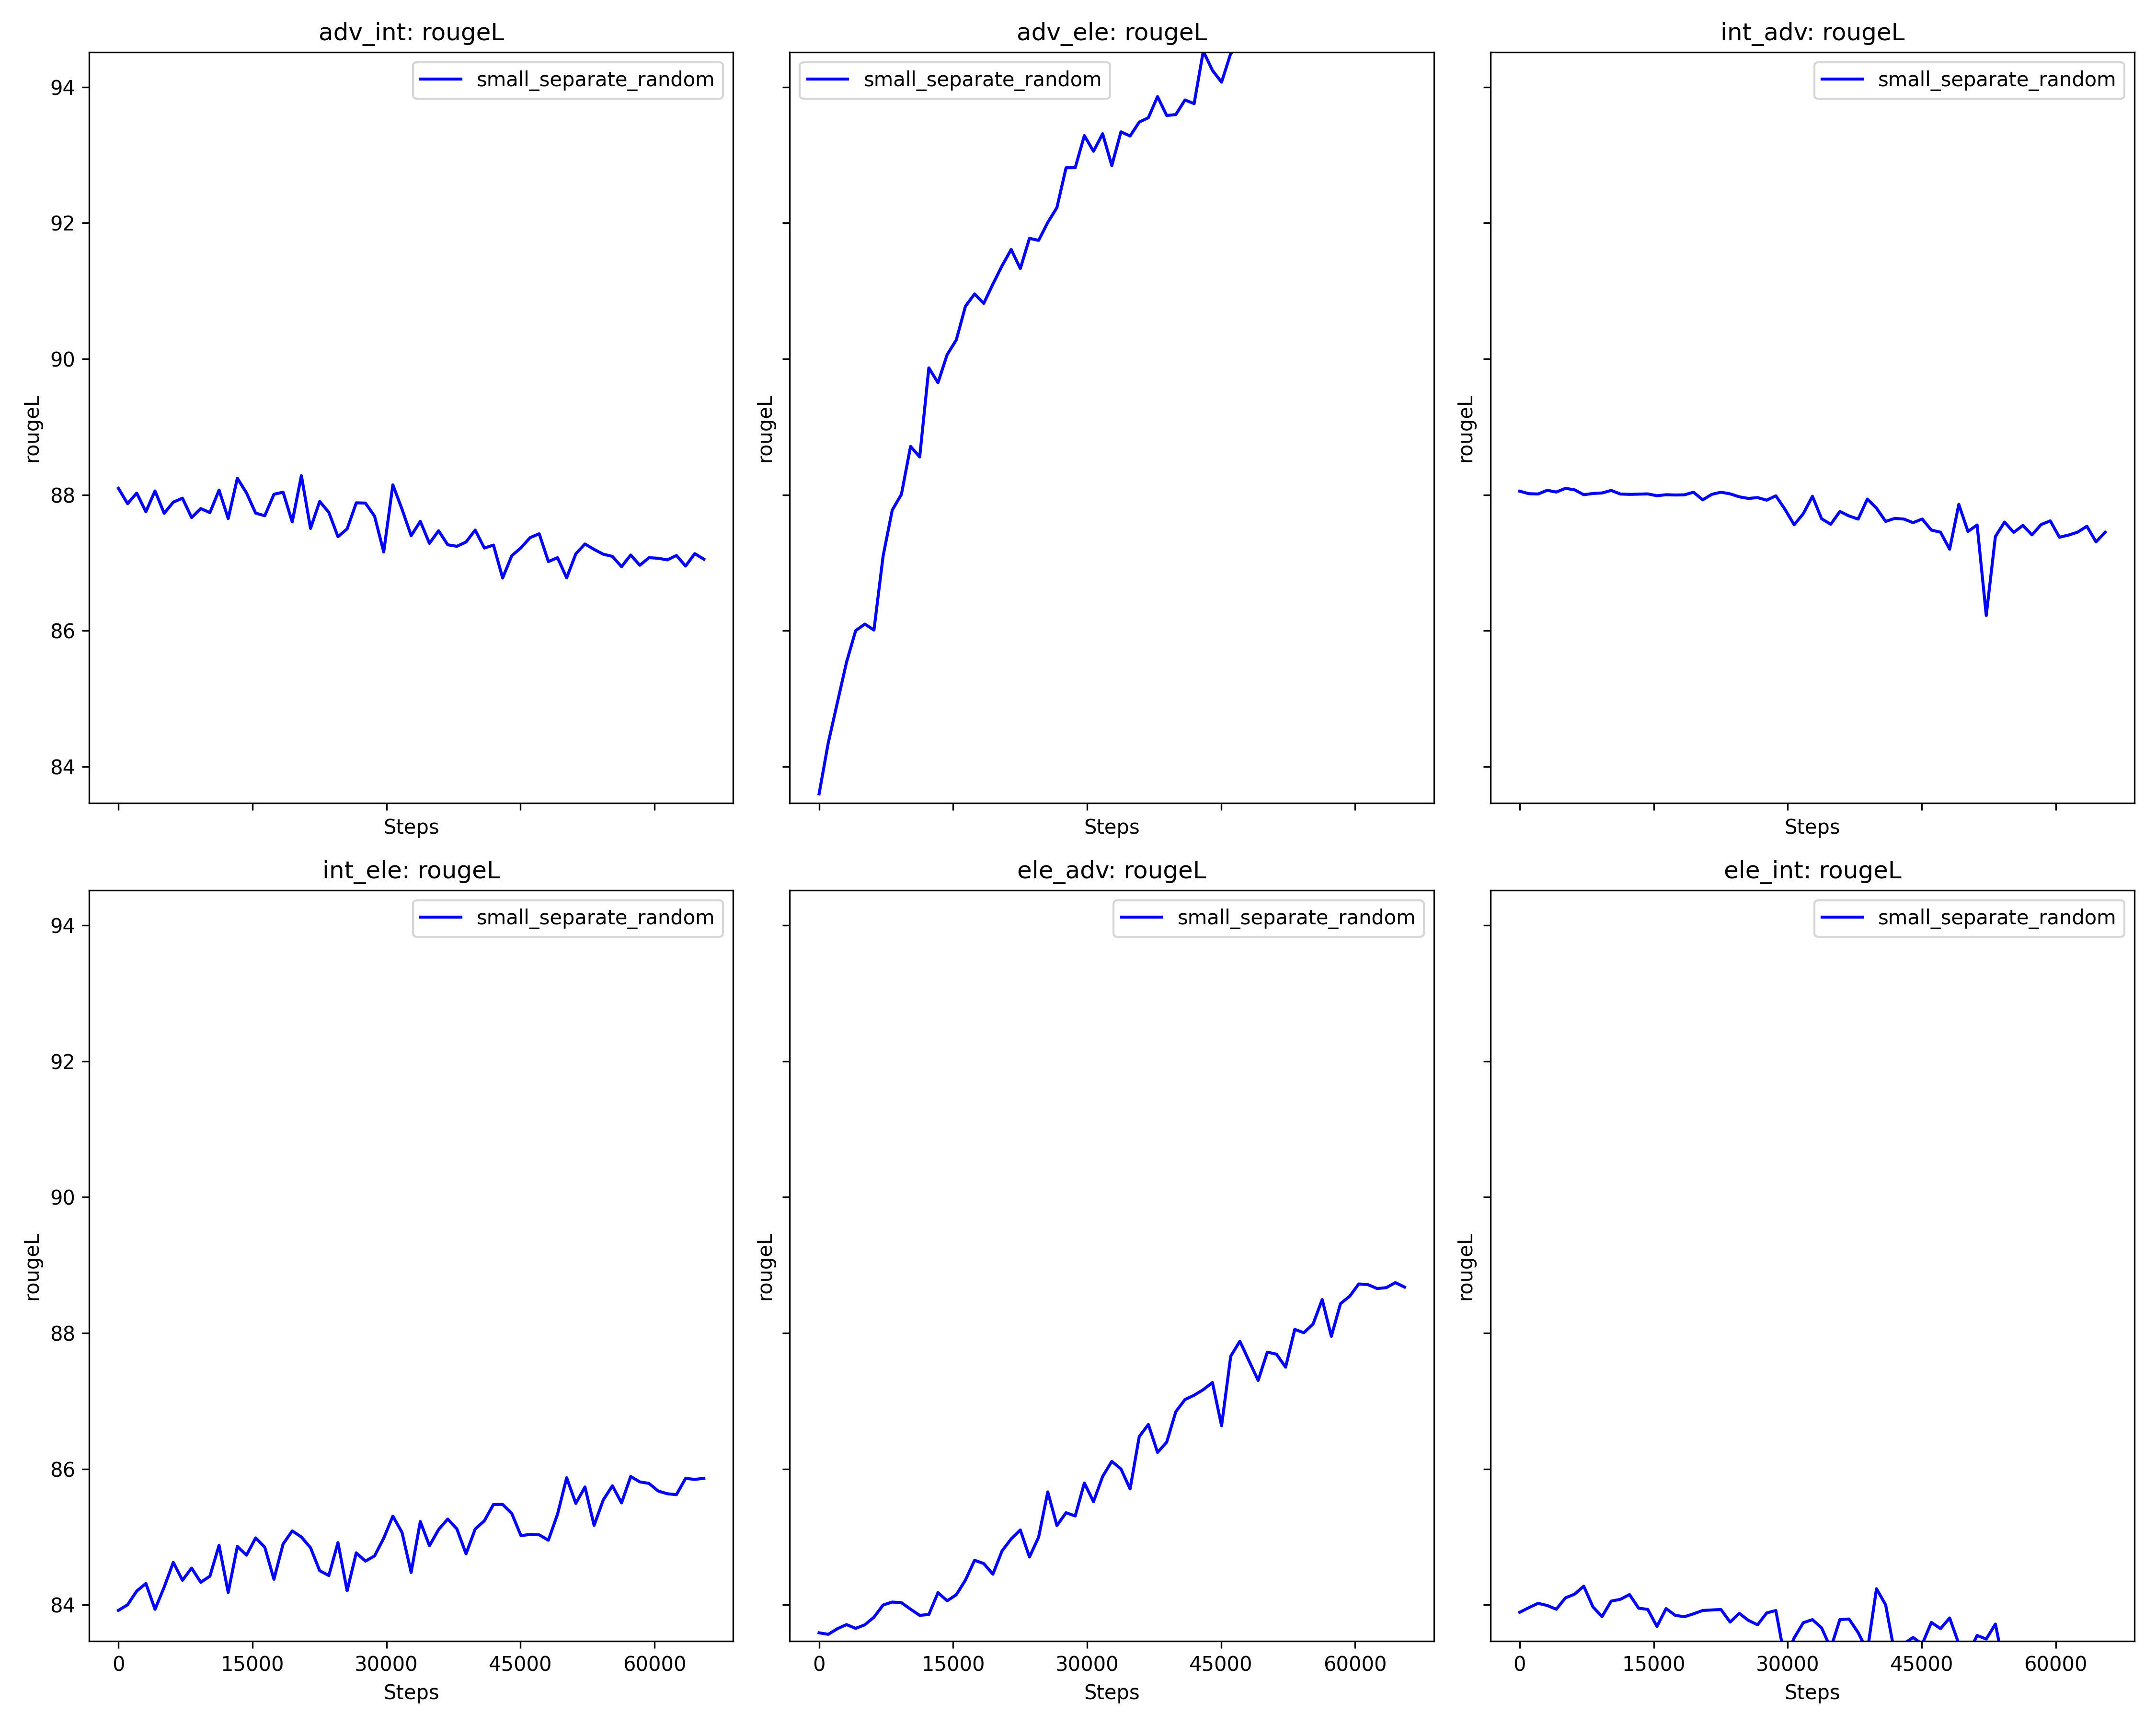 adv_int: rougeL
adv_ele: rougeL
int_adv: rougeL
small_separate_random
small_separate_random
small_separate_random
94
92
90
88
86
84
rougeL
rougeL
rougeL
Steps
Steps
Steps
int_ele: rougeL
ele_adv: rougeL
ele_int: rougeL
small_separate_random
small_separate_random
small_separate_random
94
92
90
88
86
84
rougeL
rougeL
rougeL
0 15000 30000 45000 60000
0 15000 30000 45000 60000
0 15000 30000 45000 60000
Steps
Steps
Steps